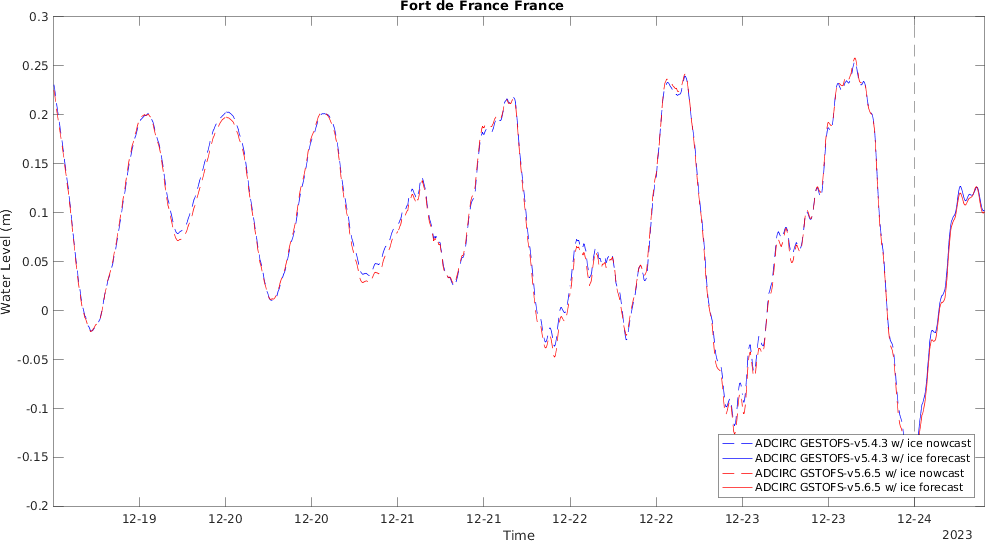 Fort de France France
0.3
0.25
0.2
0.15
0.1
0.05
0
-0.05
-0.1
-0.15
-0.2
Water Level (m)
ADCIRC GESTOFS-v5.4.3 w/ ice nowcast
ADCIRC GESTOFS-v5.4.3 w/ ice forecast
ADCIRC GSTOFS-v5.6.5 w/ ice nowcast
ADCIRC GSTOFS-v5.6.5 w/ ice forecast
12-19 12-20 12-20 12-21 12-21 12-22 12-22 12-23 12-23 12-24
Time
2023